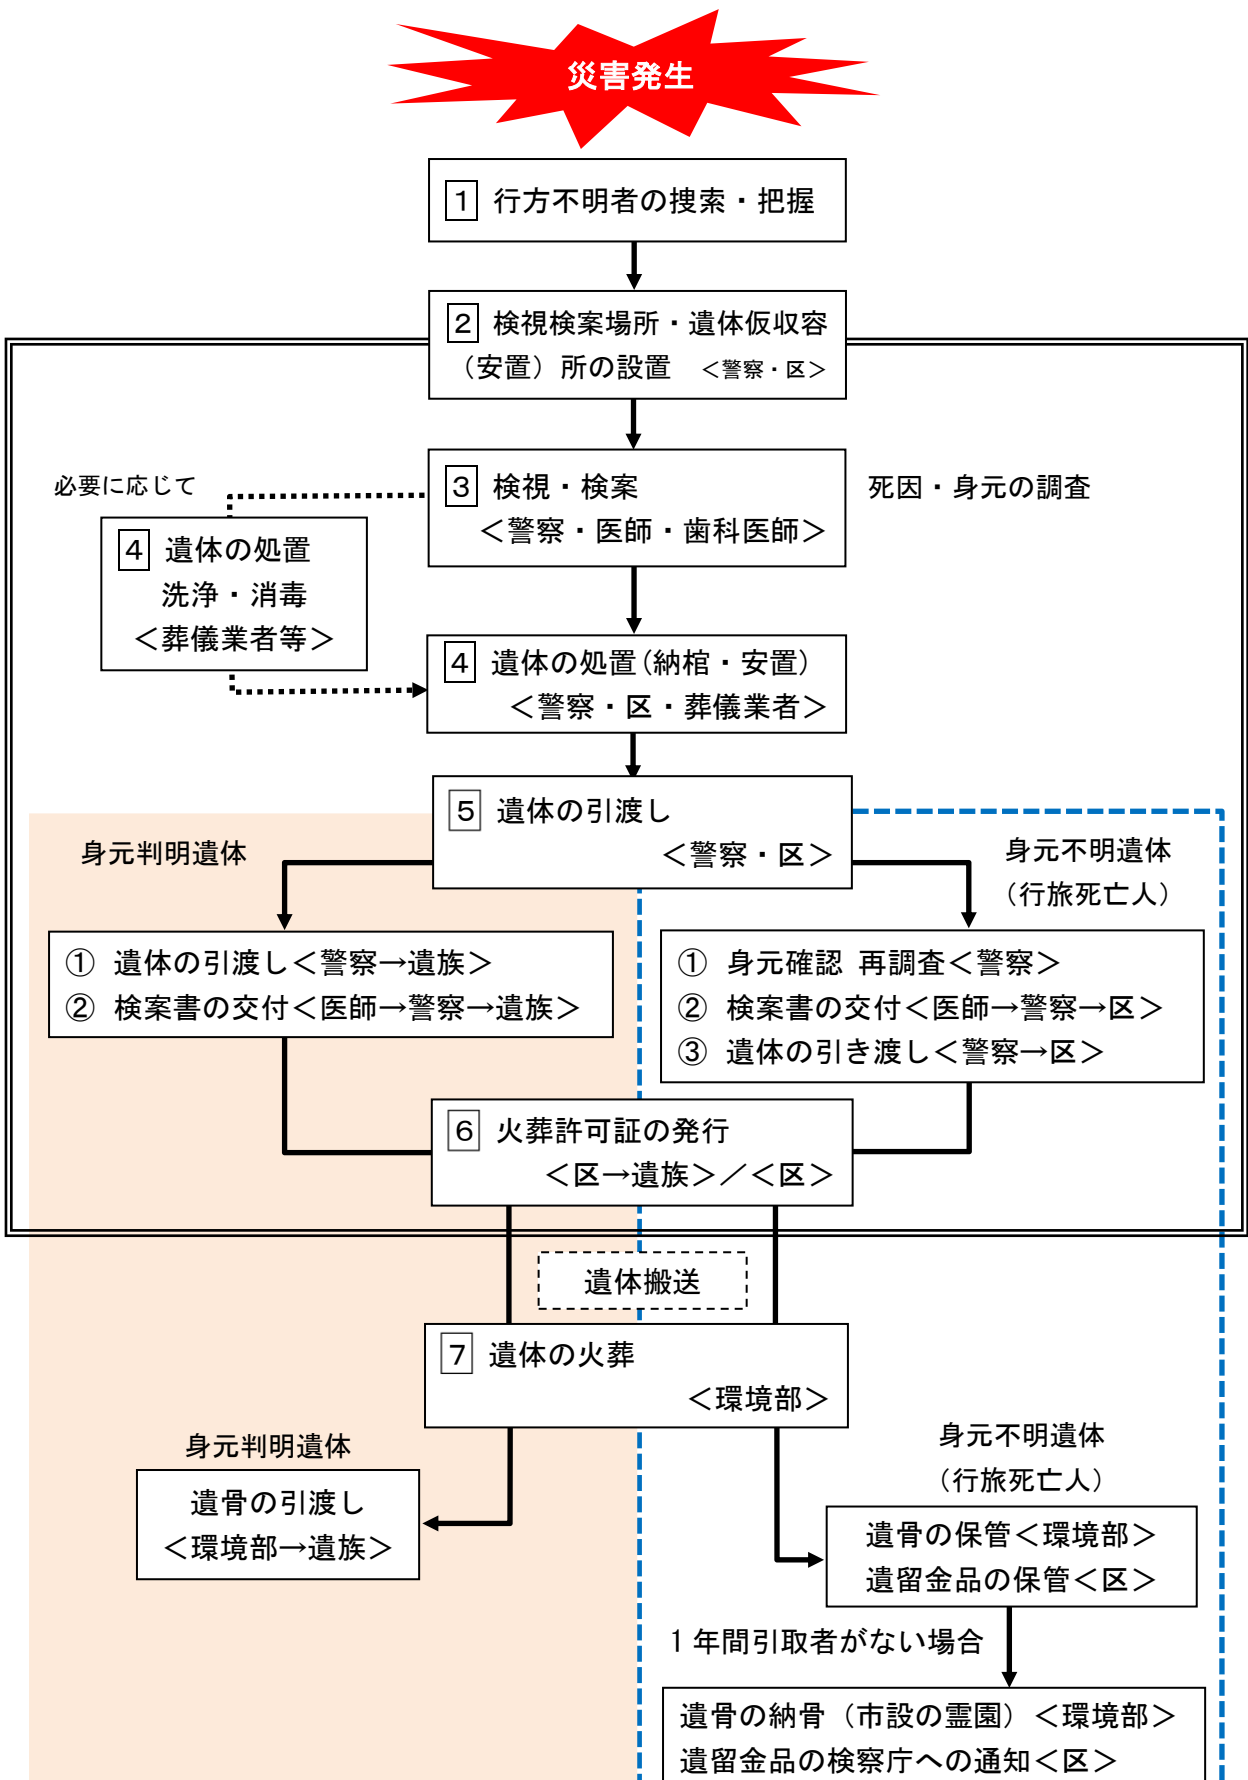 災害発生
1 行方不明者の捜索・把握
2 検視検案場所・遺体仮収容
（安置）所の設置 ＜警察・区＞
必要に応じて
3 検視・検案
＜警察・医師・歯科医師＞
死因・身元の調査
4 遺体の処置
洗浄・消毒
＜葬儀業者等＞
4 遺体の処置(納棺・安置)
＜警察・区・葬儀業者＞
5 遺体の引渡し
＜警察・区＞
身元判明遺体
身元不明遺体
（行旅死亡人）
① 遺体の引渡し＜警察→遺族＞
② 検案書の交付＜医師→警察→遺族＞
① 身元確認 再調査＜警察＞
② 検案書の交付＜医師→警察→区＞
③ 遺体の引き渡し＜警察→区＞
6 火葬許可証の発行
＜区→遺族＞／＜区＞
遺体搬送
7 遺体の火葬
＜環境部＞
身元判明遺体
遺骨の引渡し
＜環境部→遺族＞
身元不明遺体
（行旅死亡人）
遺骨の保管＜環境部＞
遺留金品の保管＜区＞
1年間引取者がない場合
遺骨の納骨（市設の霊園）＜環境部＞
遺留金品の検察庁への通知＜区＞